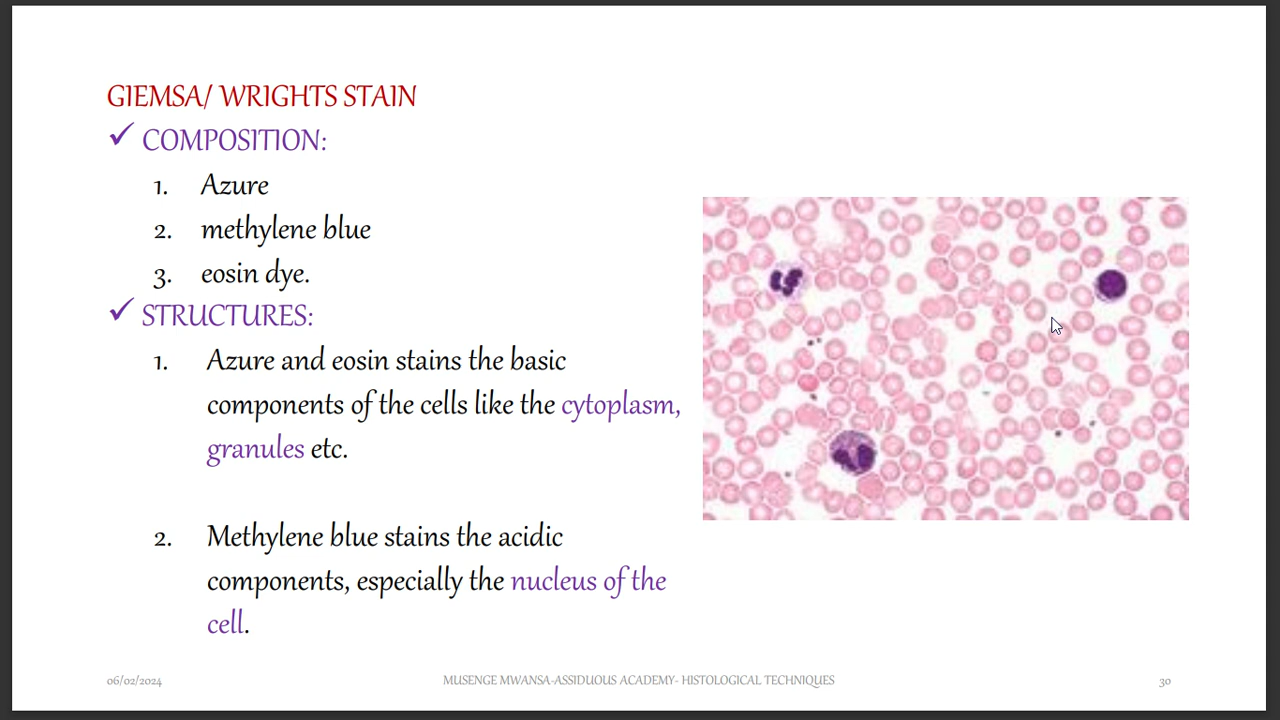 GIEMSA/ WRIGHTS STAIN
✓ COMPOSITION:
1. Azure
2. methylene blue
3. eosin dye.
✓ STRUCTURES:
1. Azure and eosin stains the basic
components of the cells like the cytoplasm,
granules etc.
2. Methylene blue stains the acidic
components, especially the nucleus of the
cell.
06/02/2024 MUSENGE MWANSA-ASSIDUOUS ACADEMY- HISTOLOGICAL TECHNIQUES 30